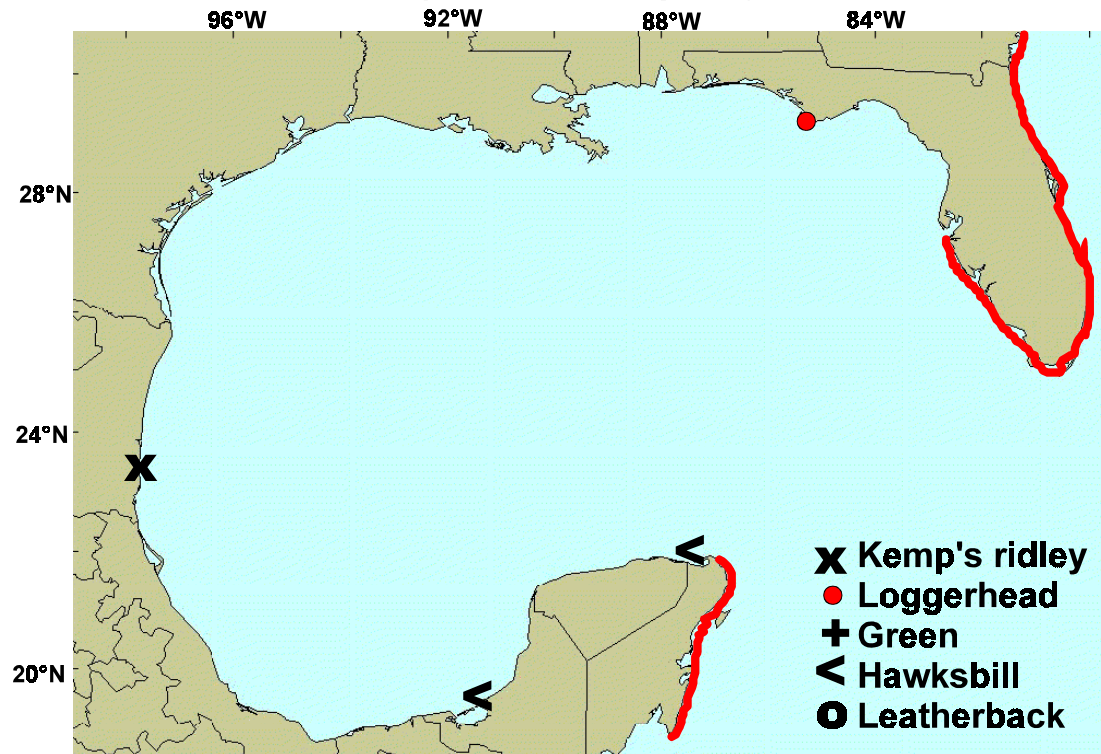 96°W 92°W 88°W 84°W
28°N
24°N
20°N
x Kemp's ridley
Loggerhead
+ Green
< Hawksbill
O Leatherback